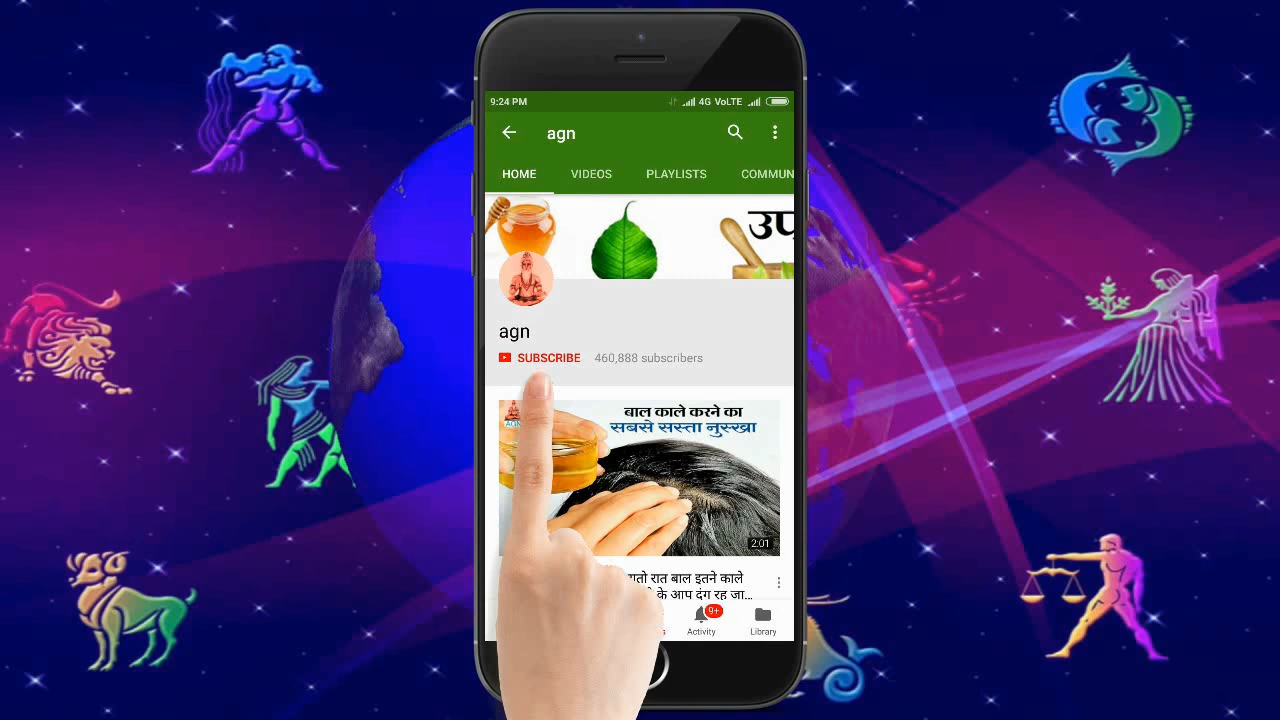 9:24 PM
4G VoLTE
agn
HOME
VIDEOS
PLAYLISTS
COMMUN
agn
SUBSCRIBE
460,888 subscribers
AGN
बाल काले करने का
सबसे सस्ता नुस्खा
2:01
रातो रात बाल इतने काले
के आप दंग रह जा...
9+
Activity
Library